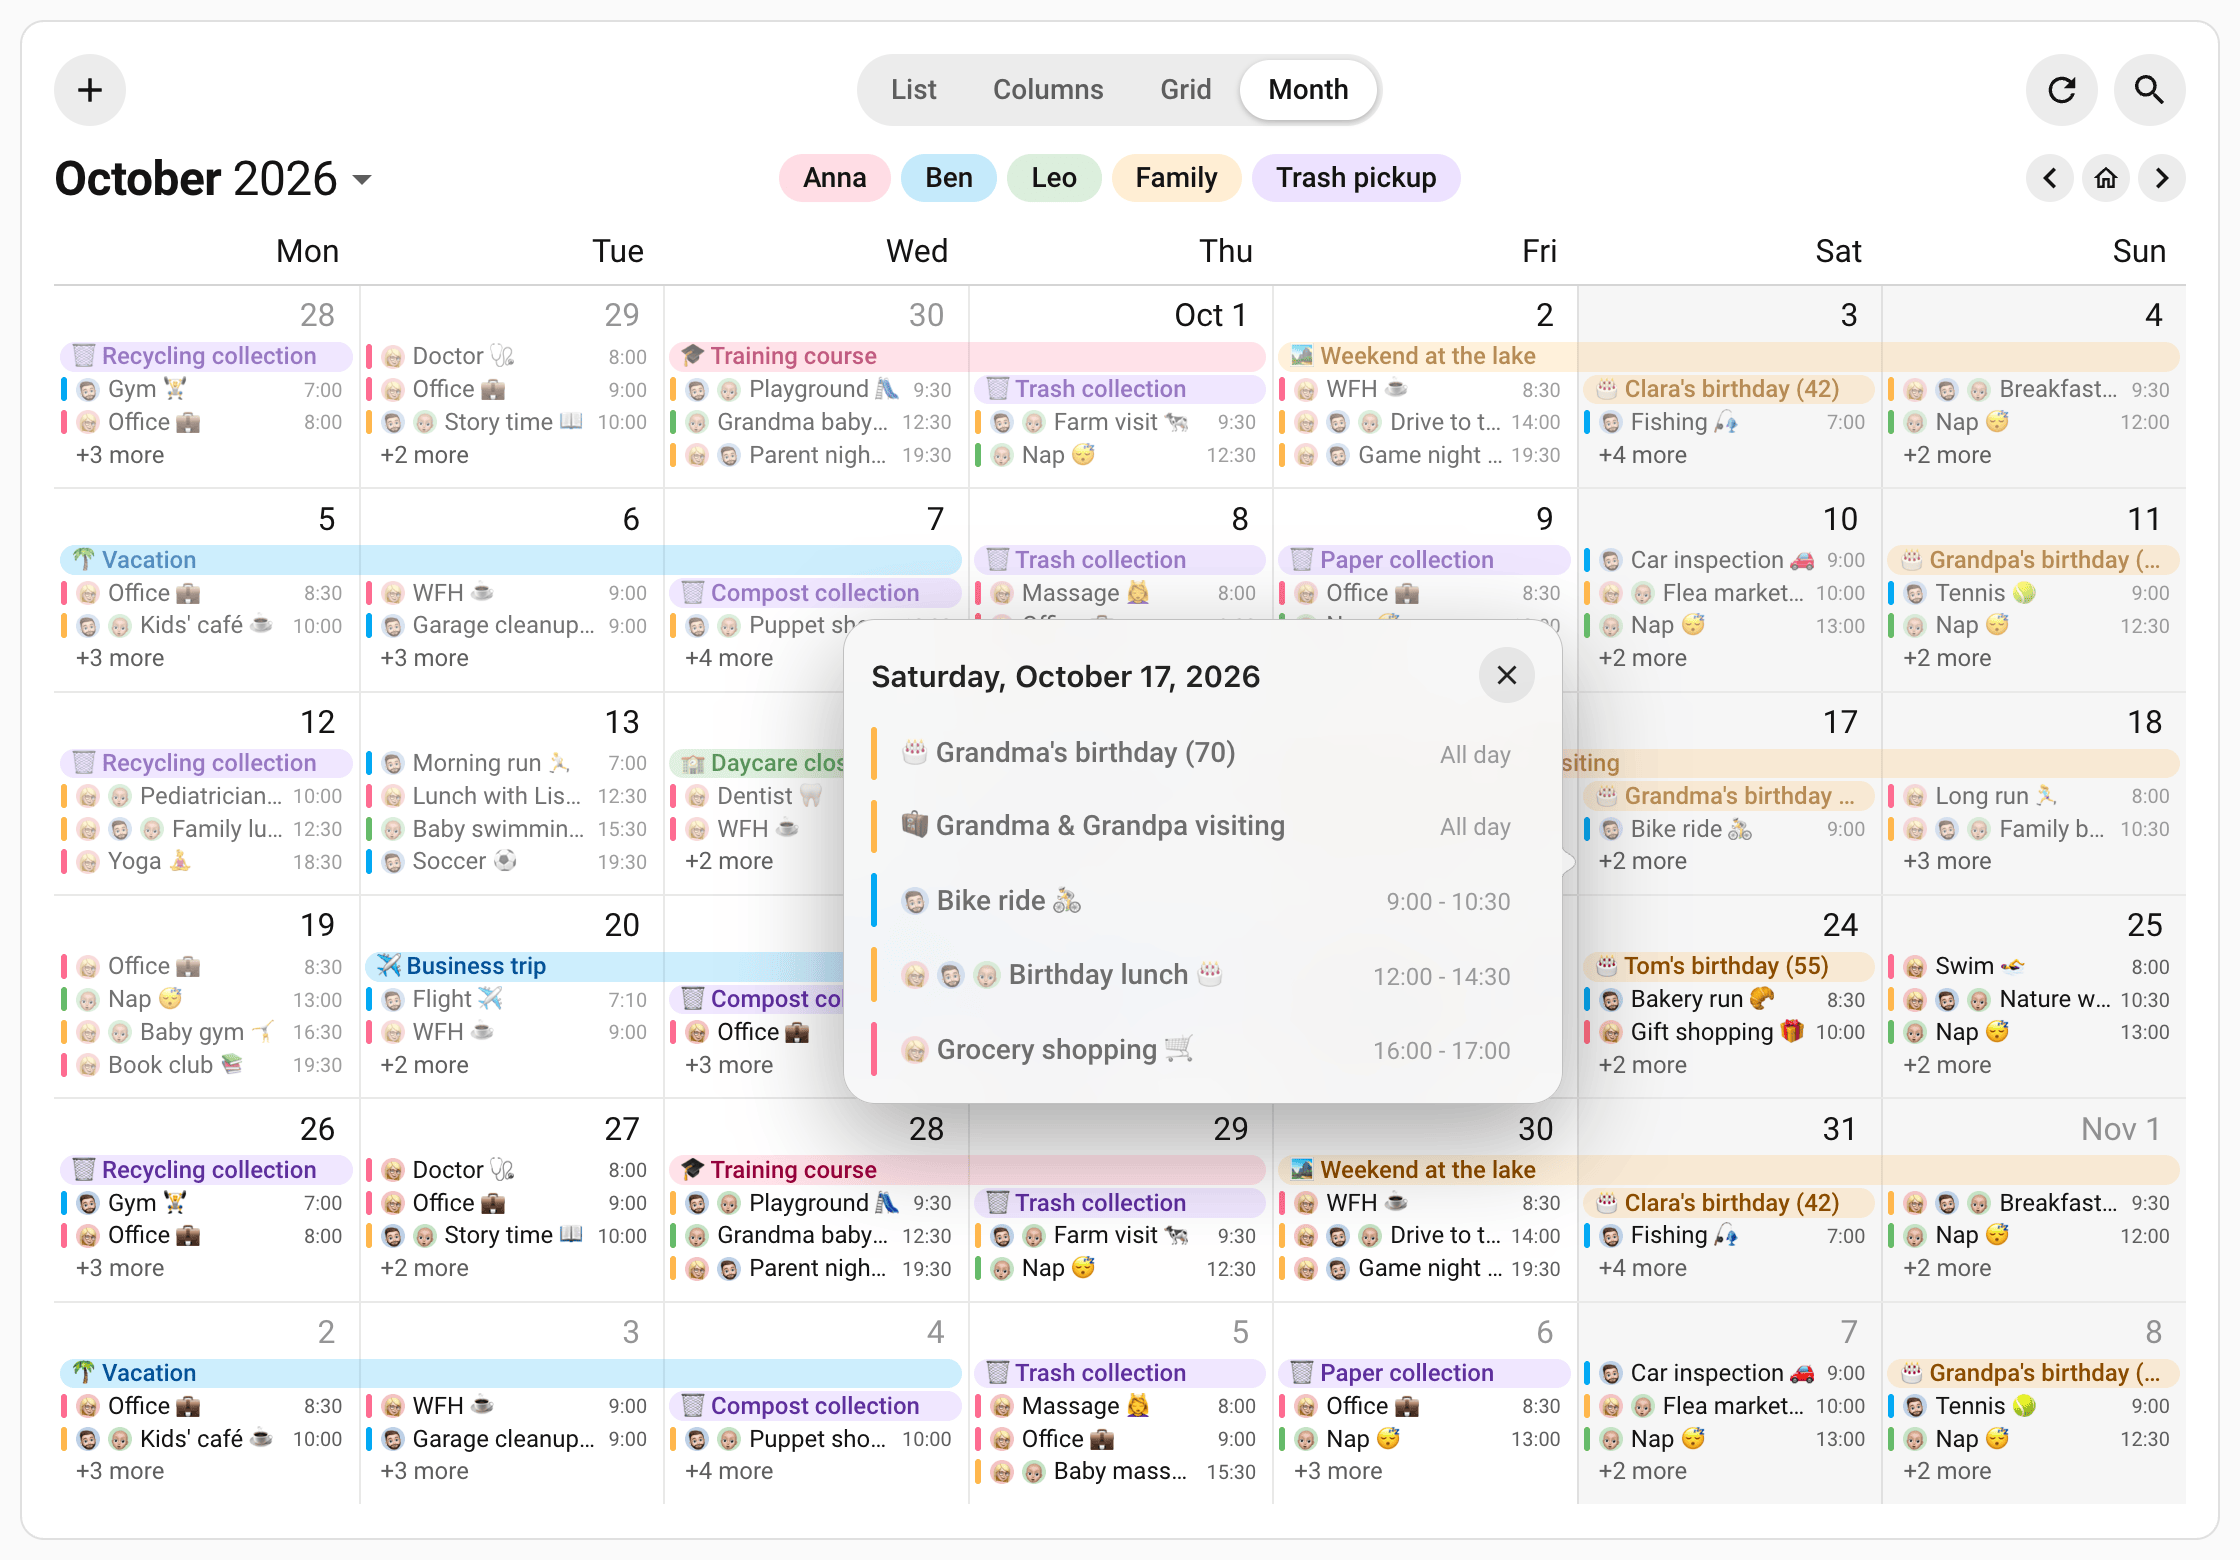 List Columns Grid Month
October 2026
Anna Ben Leo Family Trash pickup
Mon Tue Wed Thu Fri Sat Sun
28 29 30 Oct 1 2 3 4
Recycling collection Doctor 8:00 Training course Weekend at the lake
Gym 7:00 Office 9:00 Playground 9:30 Trash collection WFH 8:30 Clara's birthday (42) Breakfast... 9:30
Office 8:00 Story time 10:00 Grandma baby... 12:30 Farm visit 9:30 Drive to t... 14:00 Fishing 7:00 Nap 12:00
+3 more +2 more Parent nigh... 19:30 Nap 12:30 Game night ... 19:30 +4 more +2 more
5 6 7 8 9 10 11
Vacation Trash collection Paper collection Car inspection 9:00 Grandpa's birthday (...
Office 8:30 WFH 9:00 Compost collection Massage 8:00 Office 8:30 Flea market... 10:00 Tennis 9:00
Kids' café 10:00 Garage cleanup... 9:00 Puppet sho Nap 13:00 Nap 12:30
+3 more +3 more +4 more +2 more +2 more
Saturday, October 17, 2026
Grandma's birthday (70) All day
Grandma & Grandpa visiting All day
Bike ride 9:00 - 10:30
Birthday lunch 12:00 - 14:30
Grocery shopping 16:00 - 17:00
12 13 17 18
Recycling collection Morning run 7:00 Daycare clos siting
Pediatrician... 10:00 Lunch with Lis... 12:30 Dentist Grandma's birthday ... Long run 8:00
Family lu... 12:30 Baby swimmin... 15:30 WFH Bike ride 9:00 Family b... 10:30
Yoga 18:30 Soccer 19:30 +2 more +2 more +3 more
19 20 24 25
Office 8:30 Business trip Tom's birthday (55) Swim 8:00
Nap 13:00 Flight 7:10 Compost col Bakery run 8:30 Nature w... 10:30
Baby gym 16:30 WFH 9:00 Office Gift shopping 10:00 Nap 13:00
Book club 19:30 +2 more +3 more +2 more +2 more
26 27 28 29 30 31 Nov 1
Recycling collection Doctor 8:00 Training course Weekend at the lake
Gym 7:00 Office 9:00 Playground 9:30 Trash collection WFH 8:30 Clara's birthday (42) Breakfast... 9:30
Office 8:00 Story time 10:00 Grandma baby... 12:30 Farm visit 9:30 Drive to t... 14:00 Fishing 7:00 Nap 12:00
+3 more +2 more Parent nigh... 19:30 Nap 12:30 Game night ... 19:30 +4 more +2 more
2 3 4 5 6 7 8
Vacation Trash collection Paper collection Car inspection 9:00 Grandpa's birthday (...
Office 8:30 WFH 9:00 Compost collection Massage 8:00 Office 8:30 Flea market... 10:00 Tennis 9:00
Kids' café 10:00 Garage cleanup... 9:00 Puppet sho... 10:00 Office 9:00 Nap 13:00 Nap 13:00 Nap 12:30
+3 more +3 more +4 more Baby mass... 15:30 +3 more +2 more +2 more